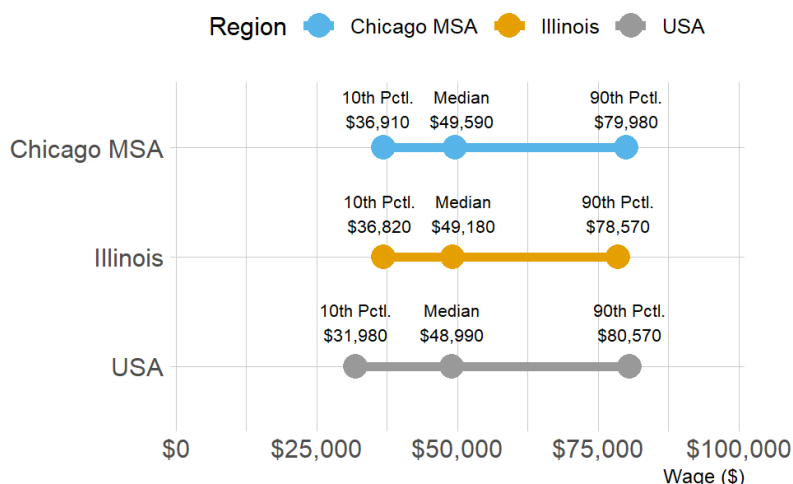 Region Chicago MSA Illinois USA
10th Pctl. Median 90th Pctl.
$36,910 $49,590 $79,980
Chicago MSA
10th Pctl. Median 90th Pctl.
$36,820 $49,180 $78,570
Illinois
10th Pctl. Median 90th Pctl.
$31,980 $48,990 $80,570
USA
$0 $25,000 $50,000 $75,000 $100,000
Wage ($)